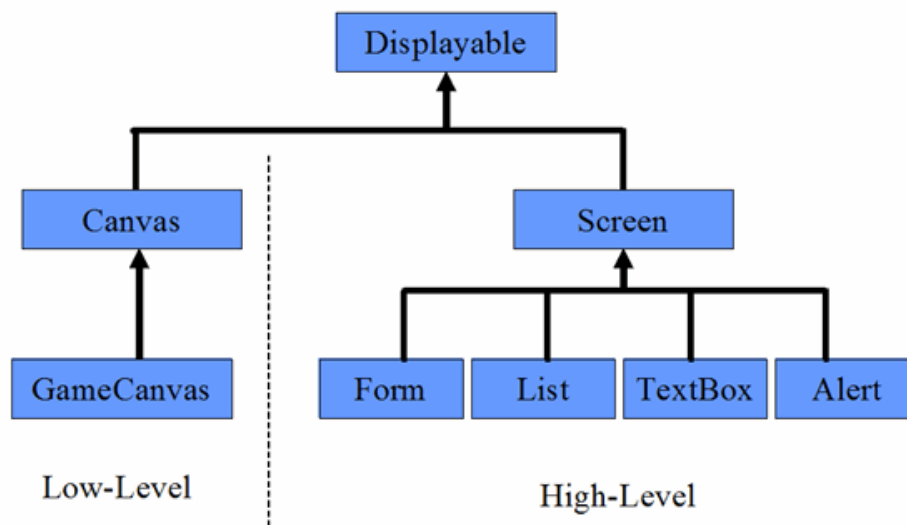 Displayable
Canvas
Screen
GameCanvas
Form
List
TextBox
Alert
Low-Level
High-Level